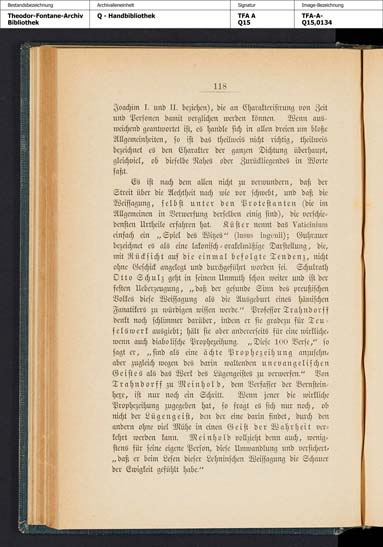 Bestandsbezeichnung
Archivalieneinheit
Signatur
Image-Bezeichnung
Theodor-Fontane-Archiv
Bibliothek
Q - Handbibliothek
TFA A
Q15
TFA-A-
Q15,0134
118
Joachim I. und II. beziehen), die an Charakterisirung von Zeit
und Personen damit verglichen werden können. Wenn aus-
weichend geantwortet ist, es handle sich in allen dreien um bloße
Allgemeinheiten, so ist das theilweis nicht richtig, theilweis
bezeichnet es den Charakter der ganzen Dichtung überhaupt,
gleichviel, ob dieselbe Nahes oder Zurückliegendes in Worte
faßt.
Es ist nach dem allen nicht zu verwundern, daß der
Streit über die Aechtheit nach wie vor schwebt, und daß die
Weissagung, selbst unter den Protestanten (die im
Allgemeinen in Verwerfung derselben einig sind), die verschie-
densten Urtheile erfahren hat. Küster nennt das Vaticinium
einfach ein „Spiel des Witzes" (lusus ingenii); Guhrauer
bezeichnet es als eine lakonisch-orakelmäßige Darstellung, die,
mit Rücksicht auf die einmal befolgte Tendenz, nicht
ohne Geschick angelegt und durchgeführt worden sei. Schulrath
Otto Schulz geht in seinem Unmuth schon weiter und ist der
festen Ueberzeugung, „daß der gesunde Sinn des preußischen
Volkes diese Weissagung als die Ausgeburt eines hämischen
Fanatikers zu würdigen wissen werde." Professor Trahndorff
denkt noch schlimmer darüber, indem er sie gradezu für Teu-
felswerk ausgiebt; hält sie aber andererseits für eine wirkliche,
wenn auch diabolische Prophezeihung. „Diese 100 Verse," so
sagt er, „sind als eine ächte Prophezeihung anzusehn,
aber zugleich wegen des darin waltenden unevangelischen
Geistes als das Werk des Lügengeistes zu verwerfen." Von
Trahndorff zu Meinhold, dem Verfasser der Bernstein-
hexe, ist nur noch ein Schritt. Wenn jener die wirkliche
Prophezeihung zugegeben hat, so fragt es sich nur noch, ob
nicht der Lügengeist, den der eine darin findet, durch den
andern ohne viel Mühe in einen Geist der Wahrheit ver-
kehrt werden kann. Meinhold vollzieht denn auch, wenig-
stens für seine eigene Person, diese Umwandlung und versichert
„daß er beim Lesen dieser Lehninschen Weissagung die Schauer
der Ewigkeit gefühlt habe."